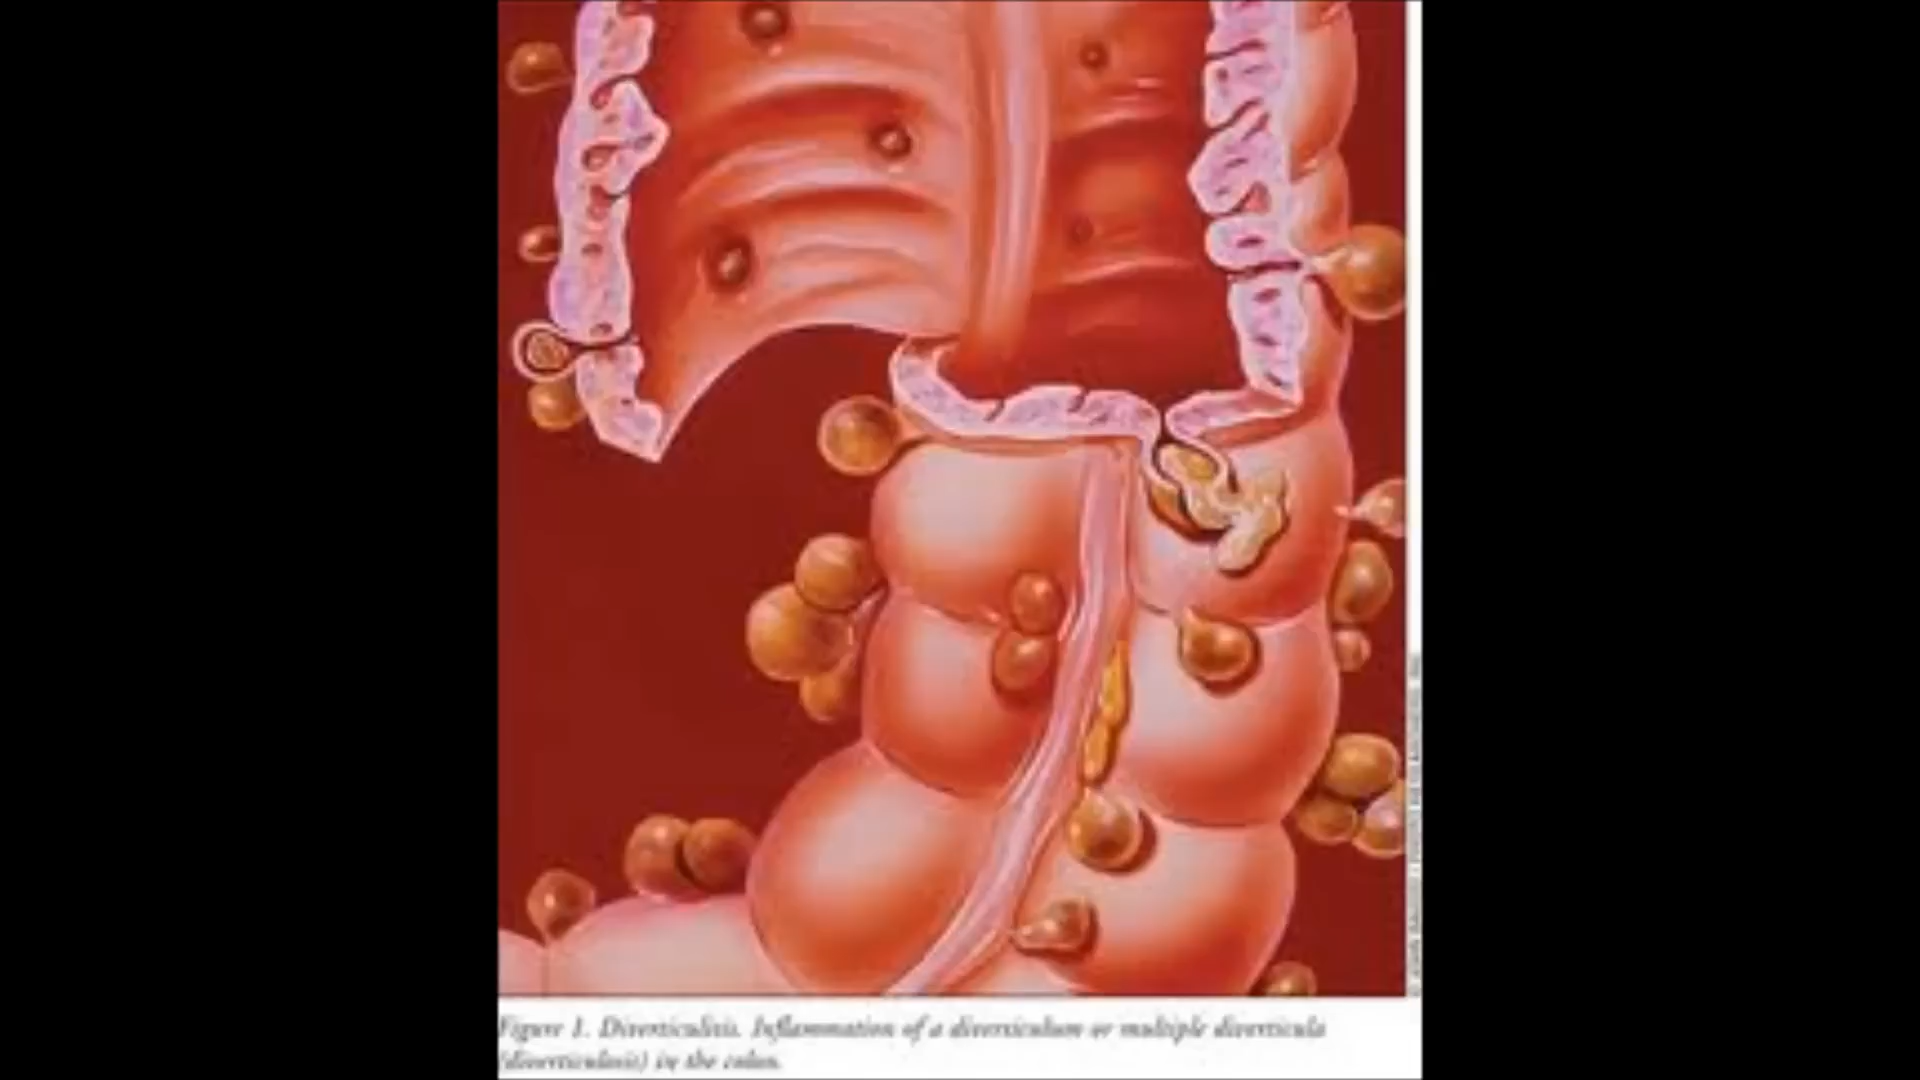 Figure 1. Diverticulitis. Inflammation of a diverticulum or multiple diverticula
(diverticulosis) in the colon.